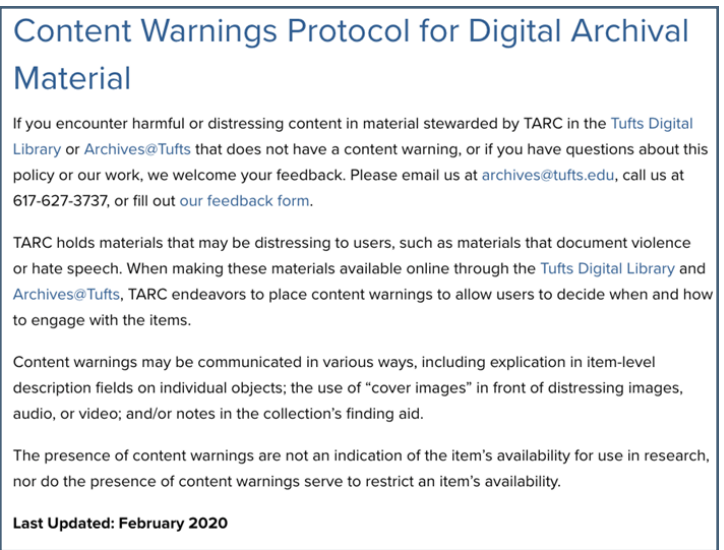 Content Warnings Protocol for Digital Archival
Material
If you encounter harmful or distressing content in material stewarded by TARC in the Tufts Digital
Library or Archives@Tufts that does not have a content warning, or if you have questions about this
policy or our work, we welcome your feedback. Please email us at archives@tufts.edu, call us at
617-627-3737, or fill out our feedback form.
TARC holds materials that may be distressing to users, such as materials that document violence
or hate speech. When making these materials available online through the Tufts Digital Library and
Archives@Tufts, TARC endeavors to place content warnings to allow users to decide when and how
to engage with the items.
Content warnings may be communicated in various ways, including explication in item-level
description fields on individual objects; the use of “cover images” in front of distressing images,
audio, or video; and/or notes in the collection’s finding aid.
The presence of content warnings are not an indication of the item’s availability for use in research,
nor do the presence of content warnings serve to restrict an item’s availability.
Last Updated: February 2020